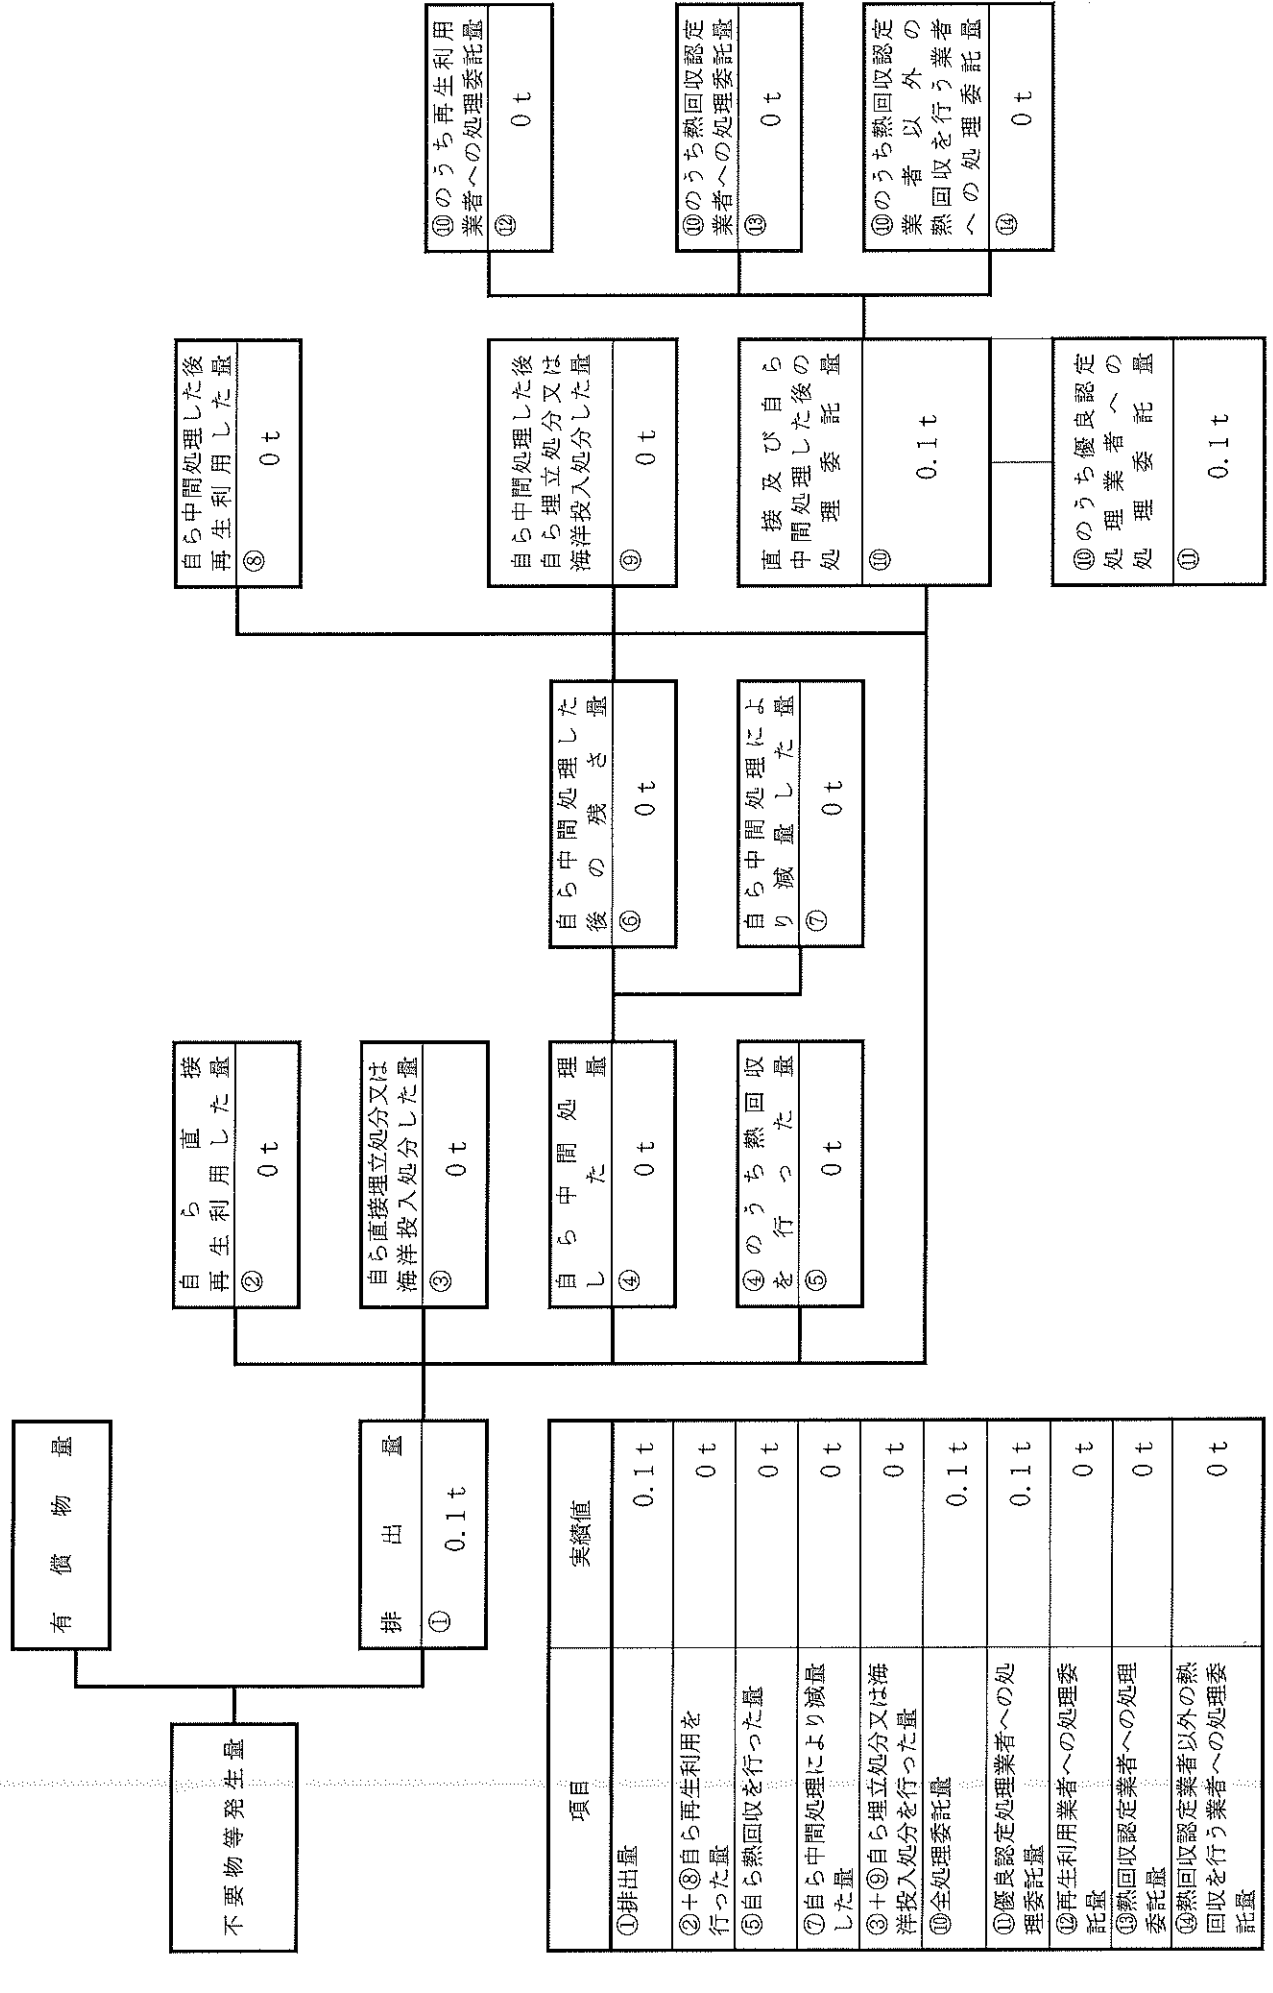 不要物等発生量
有償物量
排出量
①
0.1t
自ら直接
再生利用した量
②
0t
自ら直接埋立処分又は
海洋投入処分した量
③
0t
自ら中間処理
した量
④
0t
④のうち熱回収
を行った量
⑤
0t
自ら中間処理した
後の残さ量
⑥
0t
自ら中間処理によ
り減量した量
⑦
0t
自ら中間処理した後
再生利用した量
⑧
0t
自ら中間処理した後
自ら埋立処分又は
海洋投入処分した量
⑨
0t
直接及び自ら
中間処理した後の
処理委託量
⑩
0.1t
⑩のうち優良認定
処理業者への
処理委託量
⑪
0.1t
⑩のうち再生利用
業者への処理委託量
⑫
0t
⑩のうち熱回収認定
業者への処理委託量
⑬
0t
⑩のうち熱回収認定
業者以外の
熱回収を行う業者
への処理委託量
⑭
0t
項目 実績値
①排出量 0.1t
②+⑧自ら再生利用を
行った量 0t
⑤自ら熱回収を行った量 0t
⑦自ら中間処理により減量
した量 0t
③+⑨自ら埋立処分又は海
洋投入処分を行った量 0t
⑩全処理委託量 0.1t
⑪優良認定処理業者への処
理委託量 0.1t
⑫再生利用業者への処理委
託量 0t
⑬熱回収認定業者への処理
委託量 0t
⑭熱回収認定業者以外の熱
回収を行う業者への処理委
託量 0t